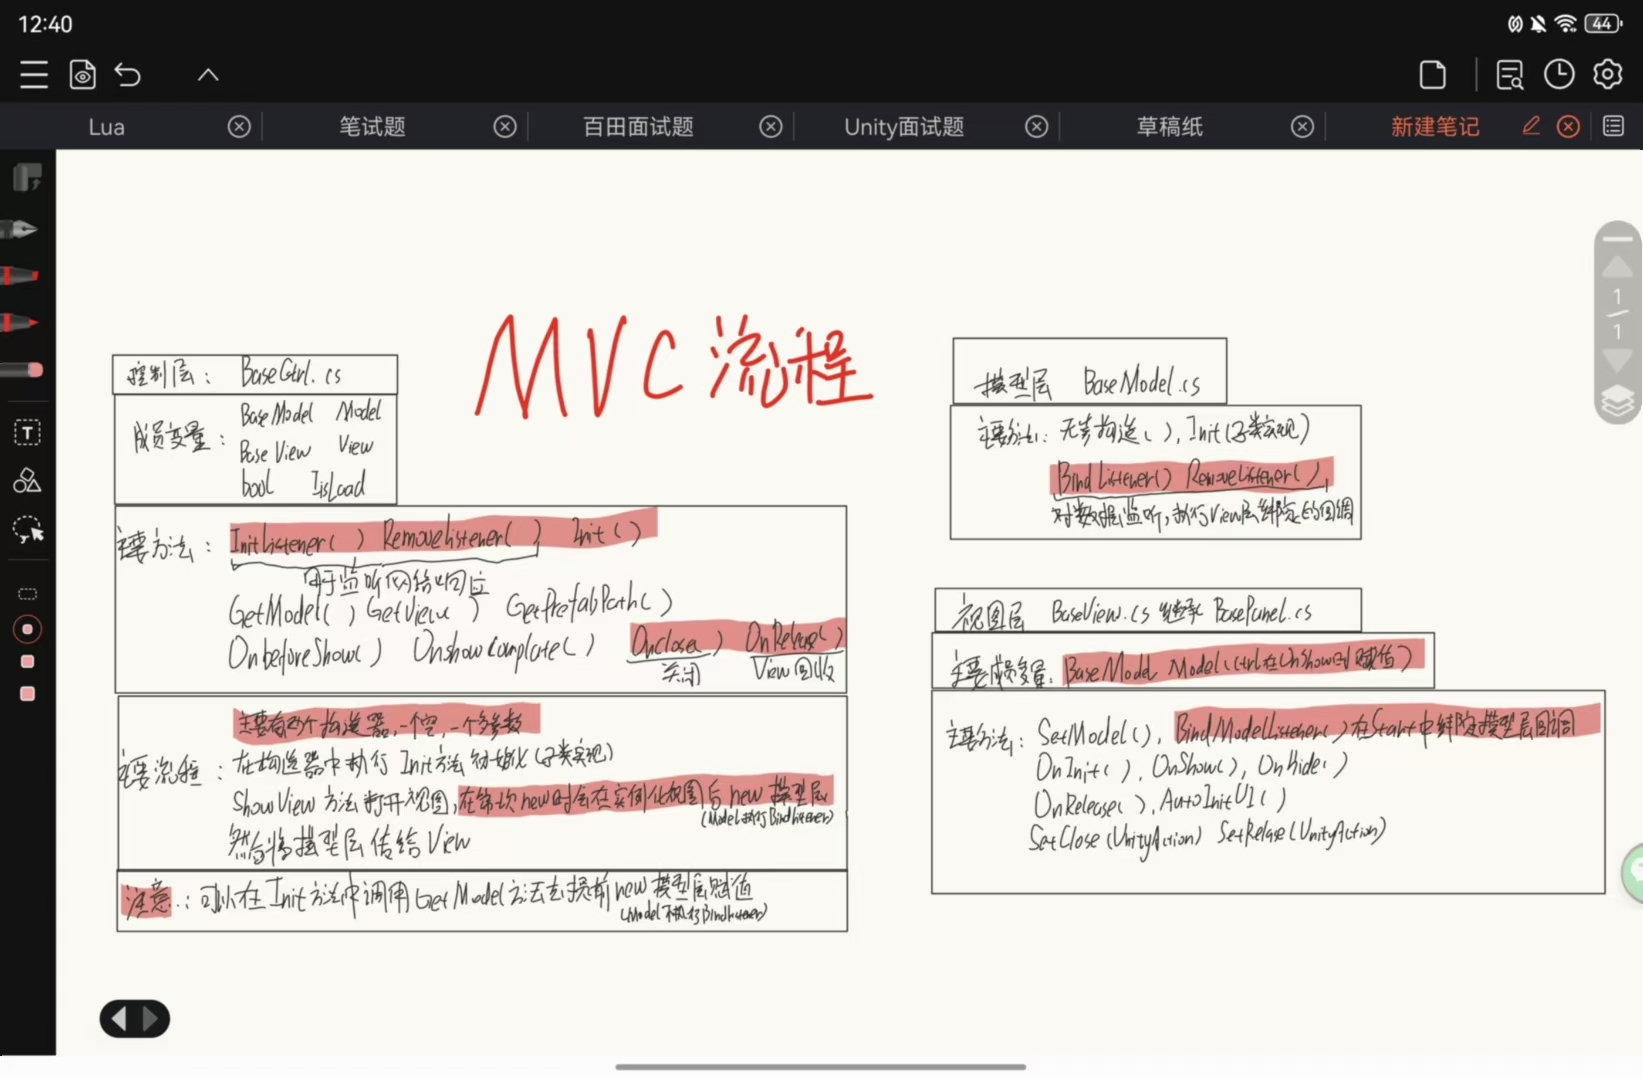 12:40
44
Lua
笔试题
百田面试题
Unity面试题
草稿纸
新建笔记
MVC 流程
控制层： BaseCtrl.cs
成员变量： BaseModel Model
BaseView View
bool IisLoad
主要方法： InitListener( ) RemoveListener( ) Init( )
用于监听网络响应
GetModel( ) GetView( ) GetPrefabPath( )
OnbeforeShow( ) OnshowComplate( ) OnClose( ) OnRelease( )
关闭 View回收
主要流程：
主要有两个构造器,一个空,一个多参数
在构造器中执行 Init方法初始化(子类实现)
ShowView 方法打开视图,在第一次new时会在实例化视图后 new 模型层
(Model执行BindListener)
然后将模型层传给View
注意：可以在Init方法中调用Get Model方法去提前new模型层赋值
(Model不执行BindListener)
模型层 BaseModel.cs
主要方法：无参构造( ), Init(子类实现)
BindListener( ) RemoveListener( ),
对数据监听,执行View层绑定的回调
视图层 BaseView.cs 继承 BasePanel.cs
主要成员变量：BaseModel Model(Ctrl在OnShow时赋值)
主要方法：SetModel( ), BindModelListener( )在Start中绑定模型层回调
OnInit( ), OnShow( ), OnHide( )
OnRelease( ), AutoInitUI( )
SetClose(UnityAction) SetRelase(UnityAction)
1
1
T